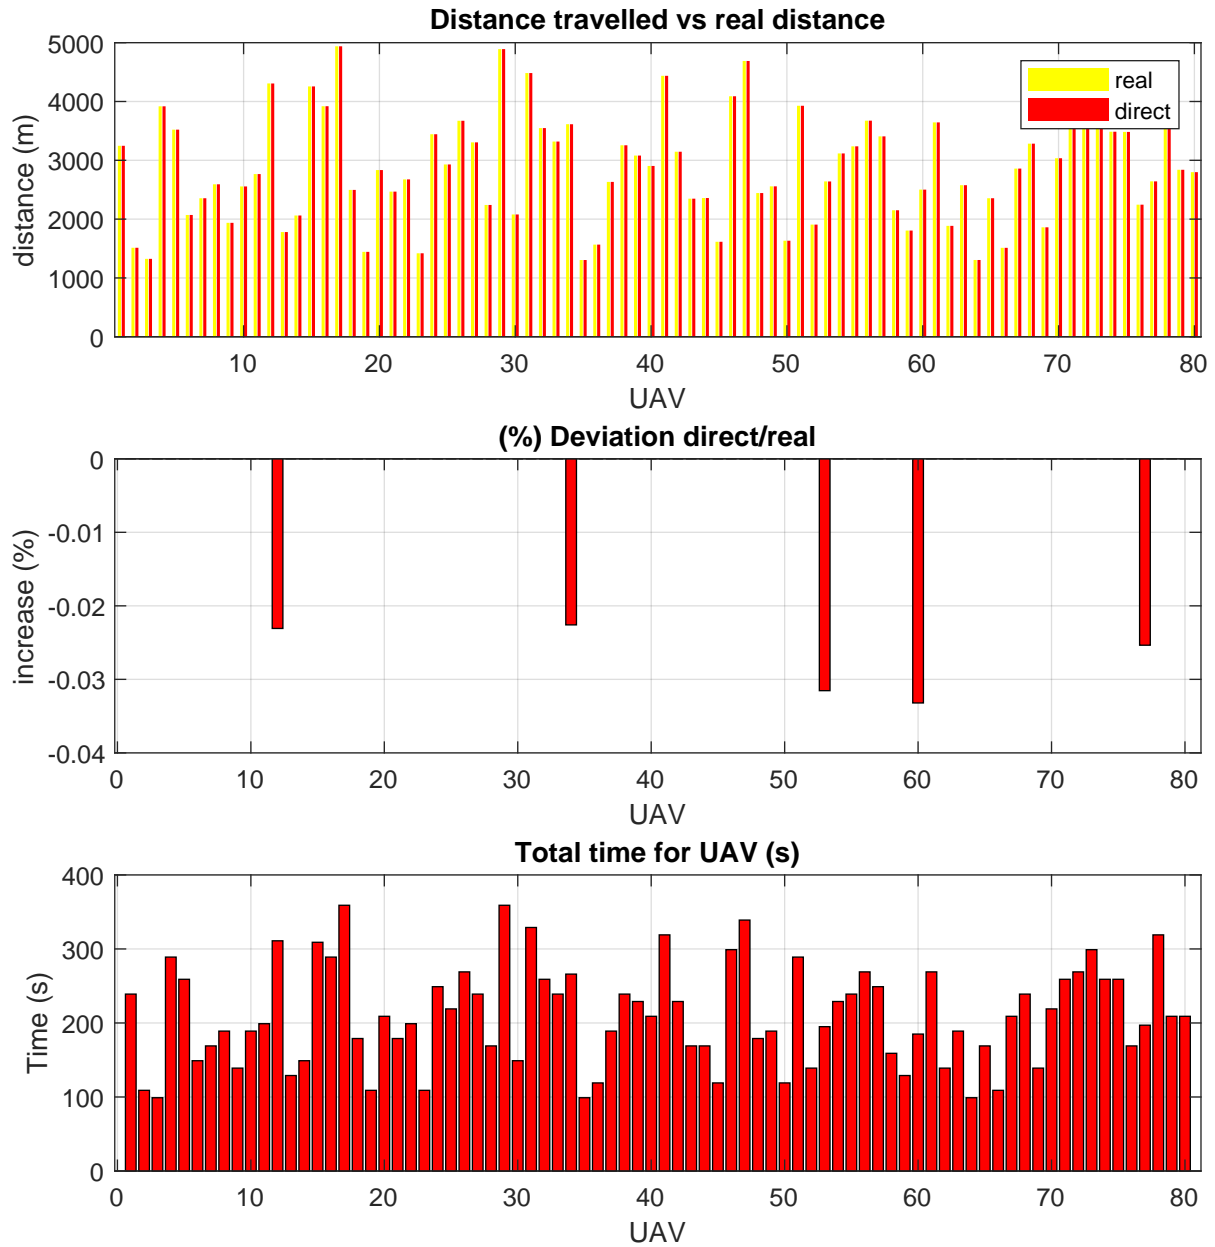 Distance travelled vs real distance
5000
4000
3000
2000
1000
0
distance (m)
real
direct
10 20 30 40 50 60 70 80
UAV
(%) Deviation direct/real
0
-0.01
-0.02
-0.03
-0.04
increase (%)
0 10 20 30 40 50 60 70 80
UAV
Total time for UAV (s)
400
300
200
100
0
Time (s)
0 10 20 30 40 50 60 70 80
UAV